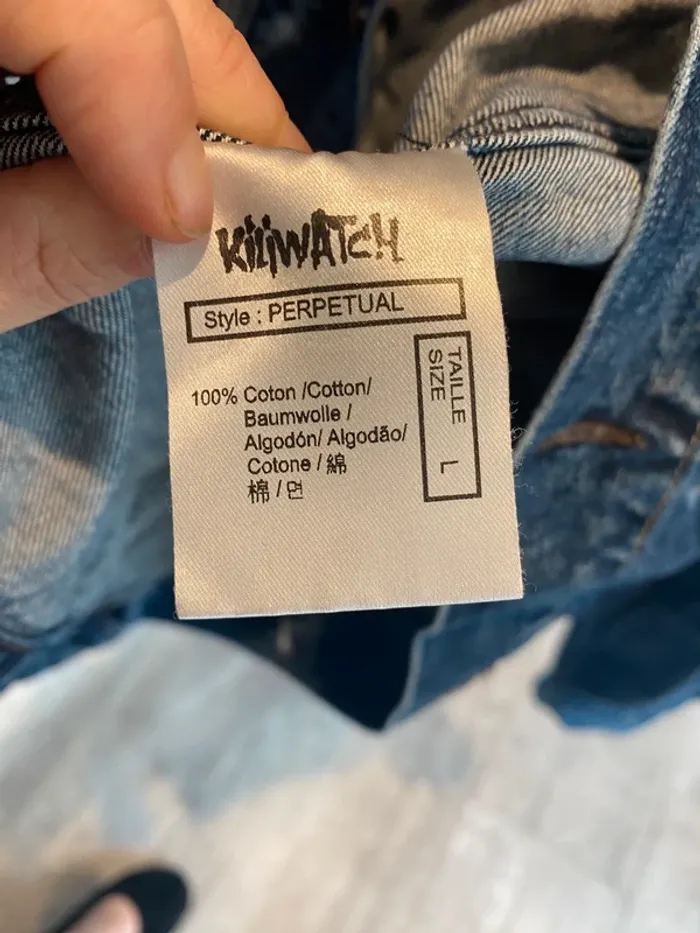 KiLiWATCH
Style : PERPETUAL
TAILLE
SIZE
L
100% Coton /Cotton/
Baumwolle /
Algodón/ Algodão/
Cotone / 綿
棉 / 면